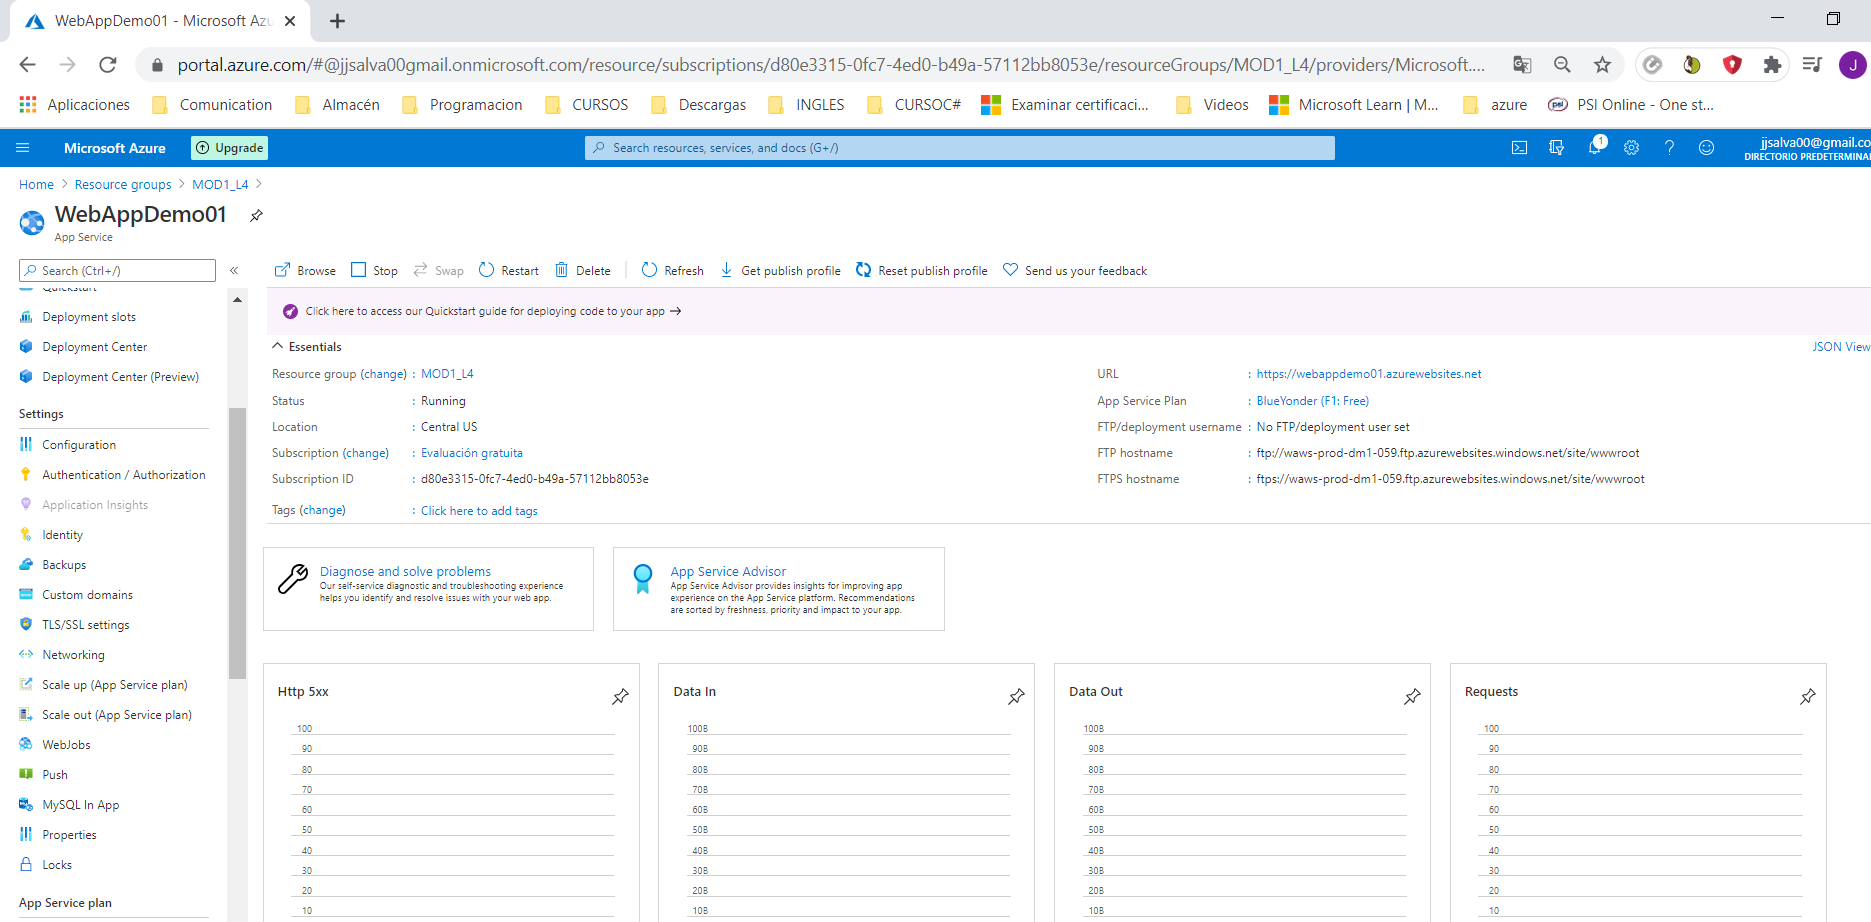 WebAppDemo01 - Microsoft Azu
portal.azure.com/#@jjsalva00gmail.onmicrosoft.com/resource/subscriptions/d80e3315-0fc7-4ed0-b49a-57112bb8053e/resourceGroups/MOD1_L4/providers/Microsoft....
J
Aplicaciones Comunication Almacén Programacion CURSOS Descargas INGLES CURSOC# Examinar certificaci... Videos Microsoft Learn | M... azure psi PSI Online - One st...
Microsoft Azure Upgrade Search resources, services, and docs (G+/) 1 jjsalva00@gmail.co
DIRECTORIO PREDETERMINA
Home > Resource groups > MOD1_L4 >
WebAppDemo01
App Service
Search (Ctrl+/) «
Browse Stop Swap Restart Delete Refresh Get publish profile Reset publish profile Send us your feedback
Quickstart
Deployment slots
Deployment Center
Deployment Center (Preview)
Settings
Configuration
Authentication / Authorization
Application Insights
Identity
Backups
Custom domains
TLS/SSL settings
Networking
Scale up (App Service plan)
Scale out (App Service plan)
WebJobs
Push
MySQL In App
Properties
Locks
App Service plan
Click here to access our Quickstart guide for deploying code to your app →
Essentials JSON View
Resource group (change) : MOD1_L4
Status : Running
Location : Central US
Subscription (change) : Evaluación gratuita
Subscription ID : d80e3315-0fc7-4ed0-b49a-57112bb8053e
Tags (change) : Click here to add tags
URL : https://webappdemo01.azurewebsites.net
App Service Plan : BlueYonder (F1: Free)
FTP/deployment username : No FTP/deployment user set
FTP hostname : ftp://waws-prod-dm1-059.ftp.azurewebsites.windows.net/site/wwwroot
FTPS hostname : ftps://waws-prod-dm1-059.ftp.azurewebsites.windows.net/site/wwwroot
Diagnose and solve problems
Our self-service diagnostic and troubleshooting experience
helps you identify and resolve issues with your web app.
App Service Advisor
App Service Advisor provides insights for improving app
experience on the App Service platform. Recommendations
are sorted by freshness, priority and impact to your app.
Http 5xx
100
90
80
70
60
50
40
30
20
10
Data In
100B
90B
80B
70B
60B
50B
40B
30B
20B
10B
Data Out
100B
90B
80B
70B
60B
50B
40B
30B
20B
10B
Requests
100
90
80
70
60
50
40
30
20
10